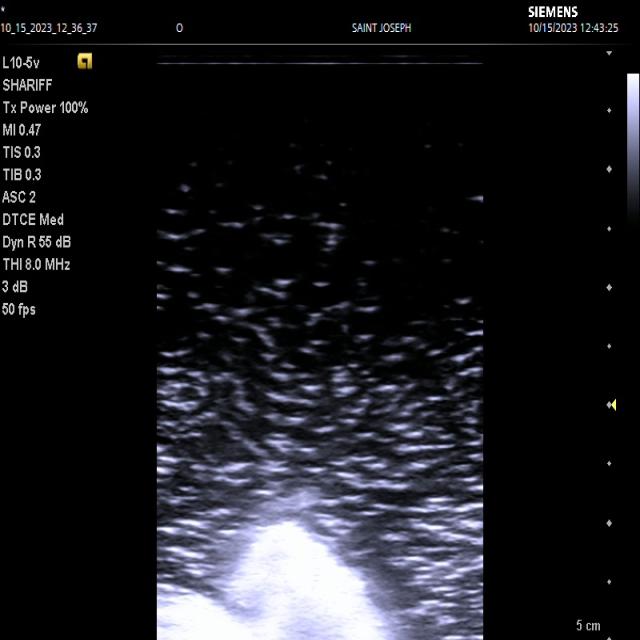 *
SIEMENS
10_15_2023_12_36_37 O SAINT JOSEPH 10/15/2023 12:43:25
L10-5v
SHARIFF
Tx Power 100%
MI 0.47
TIS 0.3
TIB 0.3
ASC 2
DTCE Med
Dyn R 55 dB
THI 8.0 MHz
3 dB
50 fps
5 cm